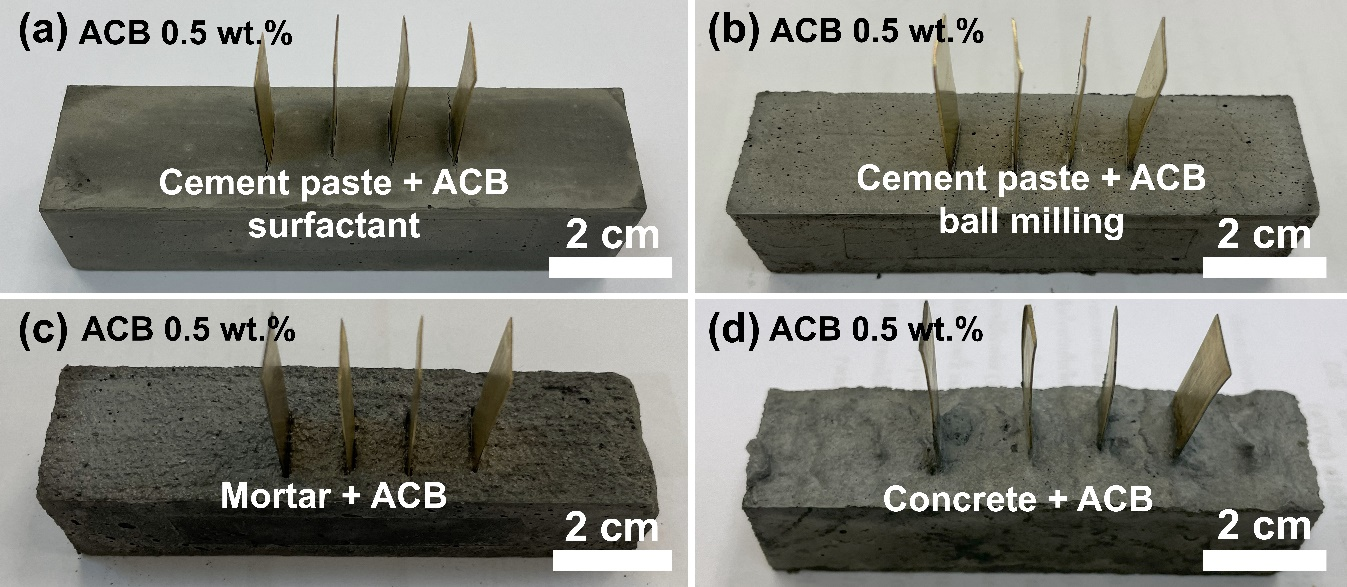 (a) ACB 0.5 wt.%
Cement paste + ACB
surfactant
2 cm
(b) ACB 0.5 wt.%
Cement paste + ACB
ball milling
2 cm
(c) ACB 0.5 wt.%
Mortar + ACB
2 cm
(d) ACB 0.5 wt.%
Concrete + ACB
2 cm